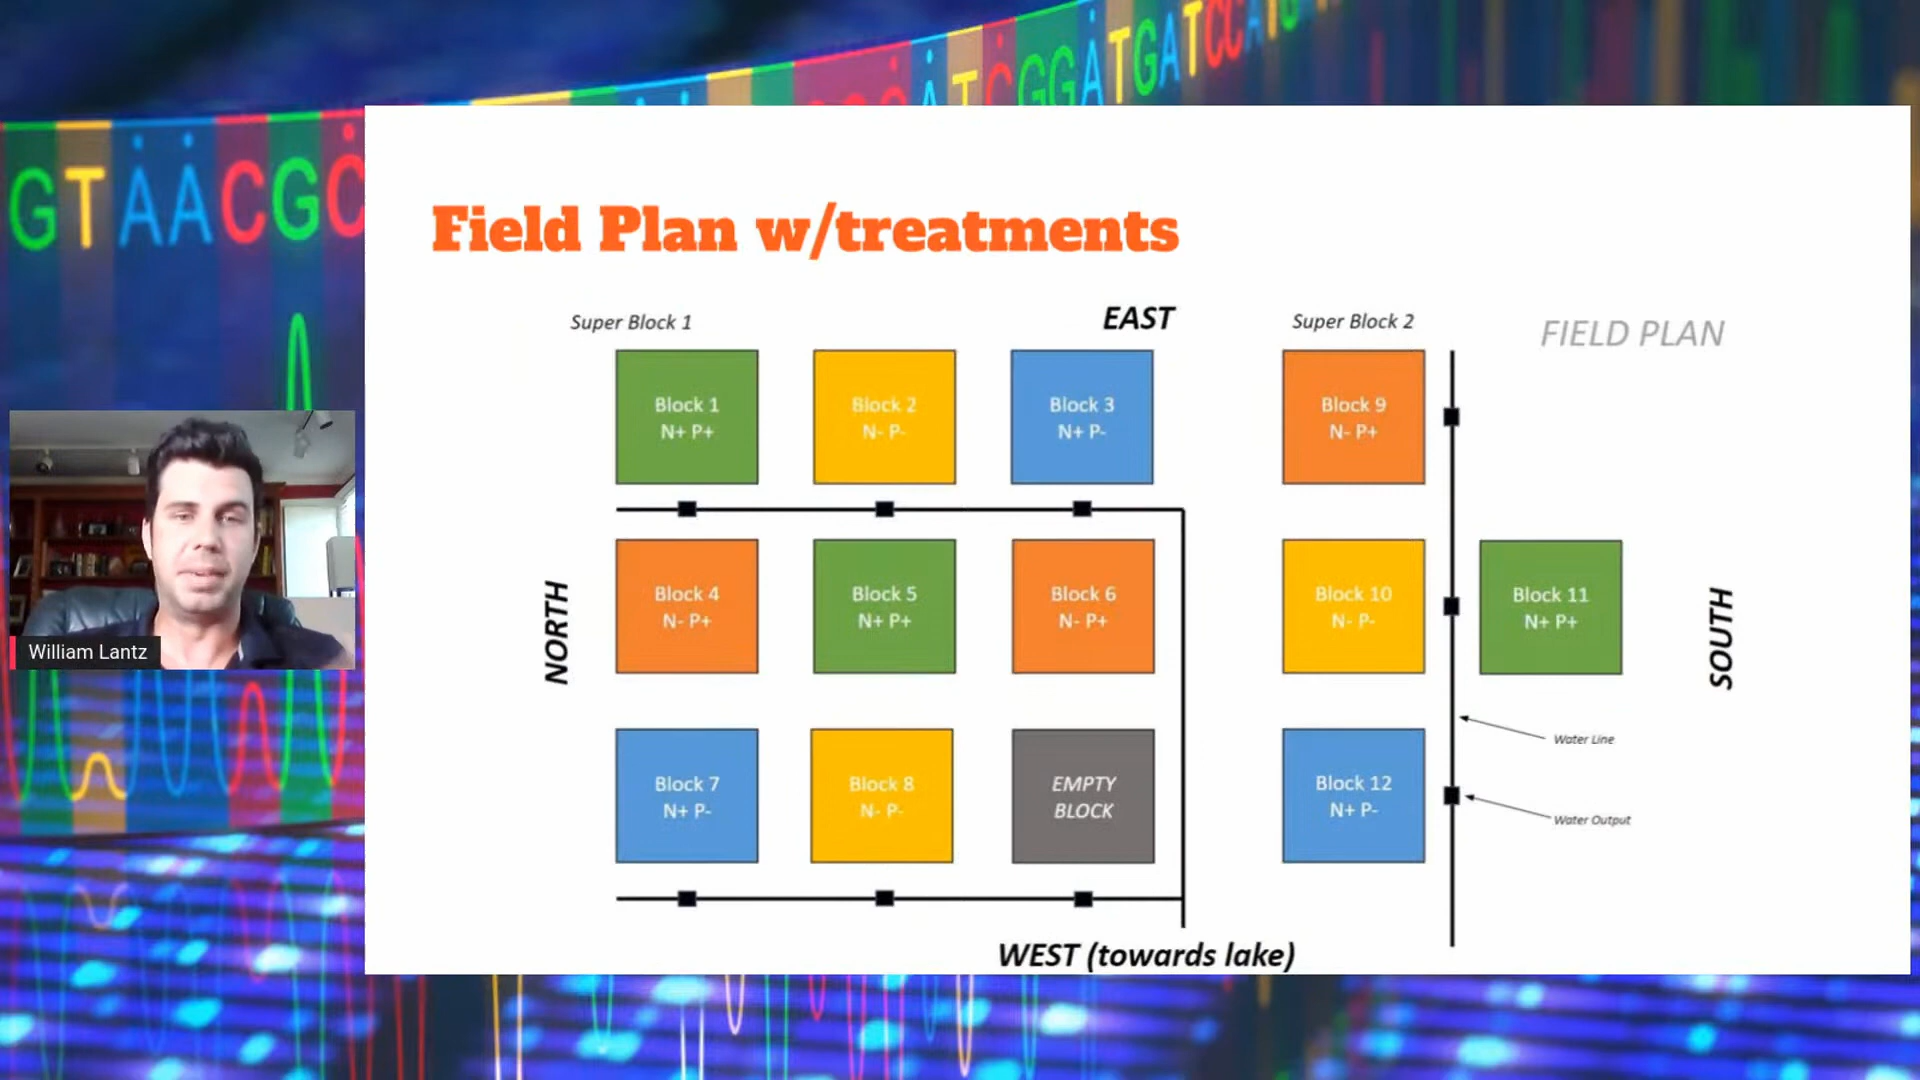 GTAACGC
ATCGGATGATCCATG
Field Plan w/treatments
Super Block 1
EAST
Super Block 2
FIELD PLAN
Block 1
N+ P+
Block 2
N- P-
Block 3
N+ P-
Block 9
N- P+
NORTH
Block 4
N- P+
Block 5
N+ P+
Block 6
N- P+
Block 10
N- P-
Block 11
N+ P+
SOUTH
William Lantz
Water Line
Block 7
N+ P-
Block 8
N- P-
EMPTY
BLOCK
Block 12
N+ P-
Water Output
WEST (towards lake)